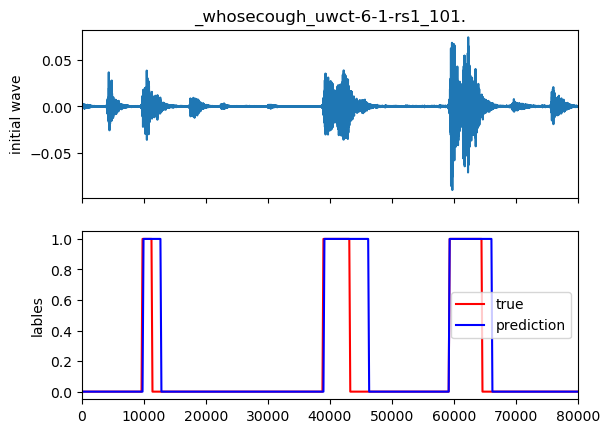 _whosecough_uwct-6-1-rs1_101.
initial wave
0.05
0.00
−0.05
lables
1.0
0.8
0.6
0.4
0.2
0.0
true
prediction
0 10000 20000 30000 40000 50000 60000 70000 80000